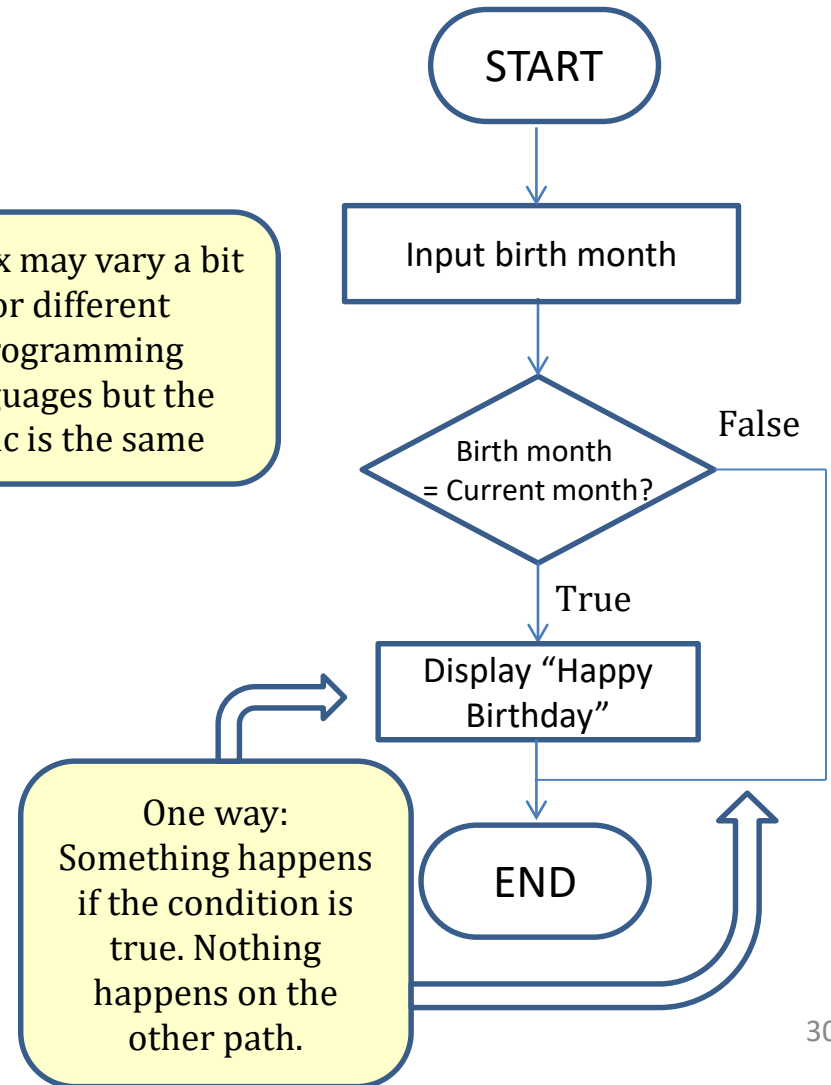 START
Input birth month
x may vary a bit
or different
rogramming
guages but the
c is the same
Birth month
= Current month?
False
True
Display “Happy
Birthday”
One way:
Something happens
if the condition is
true. Nothing
happens on the
other path.
END
30